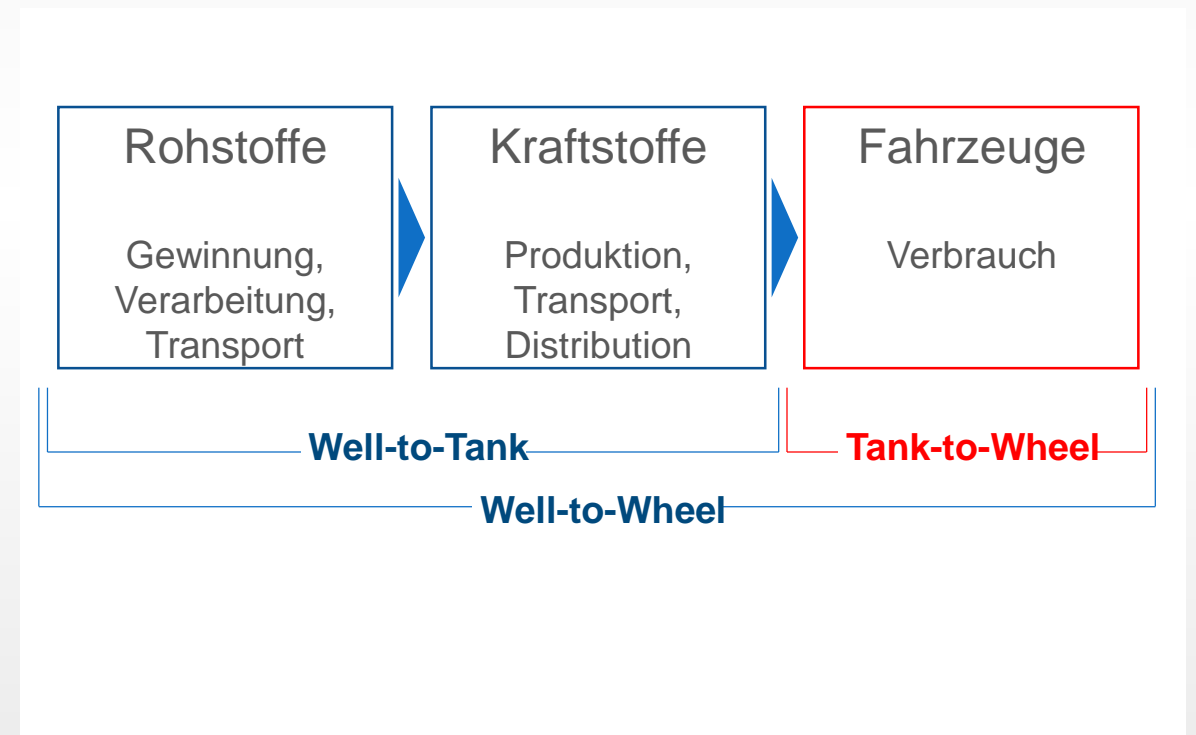 Rohstoffe
Gewinnung,
Verarbeitung,
Transport
Kraftstoffe
Produktion,
Transport,
Distribution
Fahrzeuge
Verbrauch
Well-to-Tank
Tank-to-Wheel
Well-to-Wheel